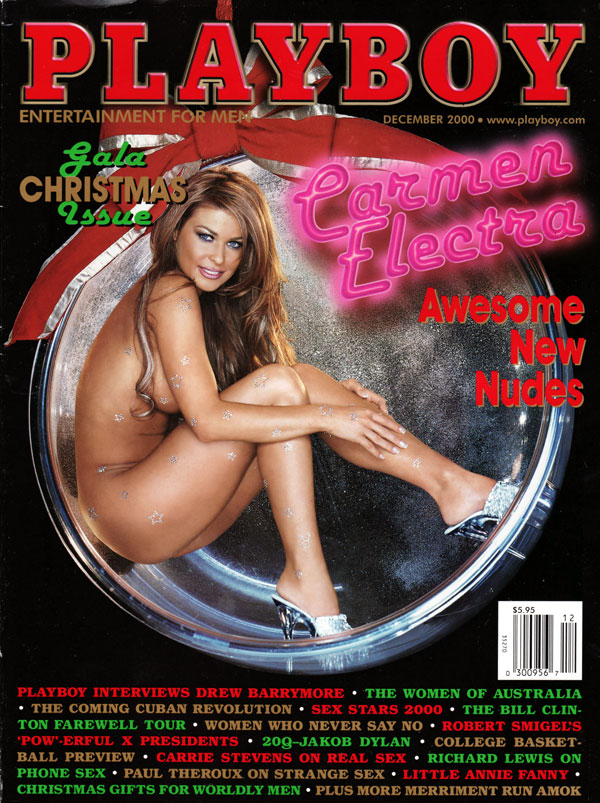 PLAYBOY
ENTERTAINMENT FOR MEN
DECEMBER 2000 • www.playboy.com
Gala
CHRISTMAS
Issue
Carmen
Electra
Awesome
New
Nudes
$5.95
12
35270
0 300956 7
PLAYBOY INTERVIEWS DREW BARRYMORE • THE WOMEN OF AUSTRALIA
• THE COMING CUBAN REVOLUTION • SEX STARS 2000 • THE BILL CLIN-
TON FAREWELL TOUR • WOMEN WHO NEVER SAY NO • ROBERT SMIGEL'S
'POW'-ERFUL X PRESIDENTS • 20Q–JAKOB DYLAN • COLLEGE BASKET-
BALL PREVIEW • CARRIE STEVENS ON REAL SEX • RICHARD LEWIS ON
PHONE SEX • PAUL THEROUX ON STRANGE SEX • LITTLE ANNIE FANNY •
CHRISTMAS GIFTS FOR WORLDLY MEN • PLUS MORE MERRIMENT RUN AMOK